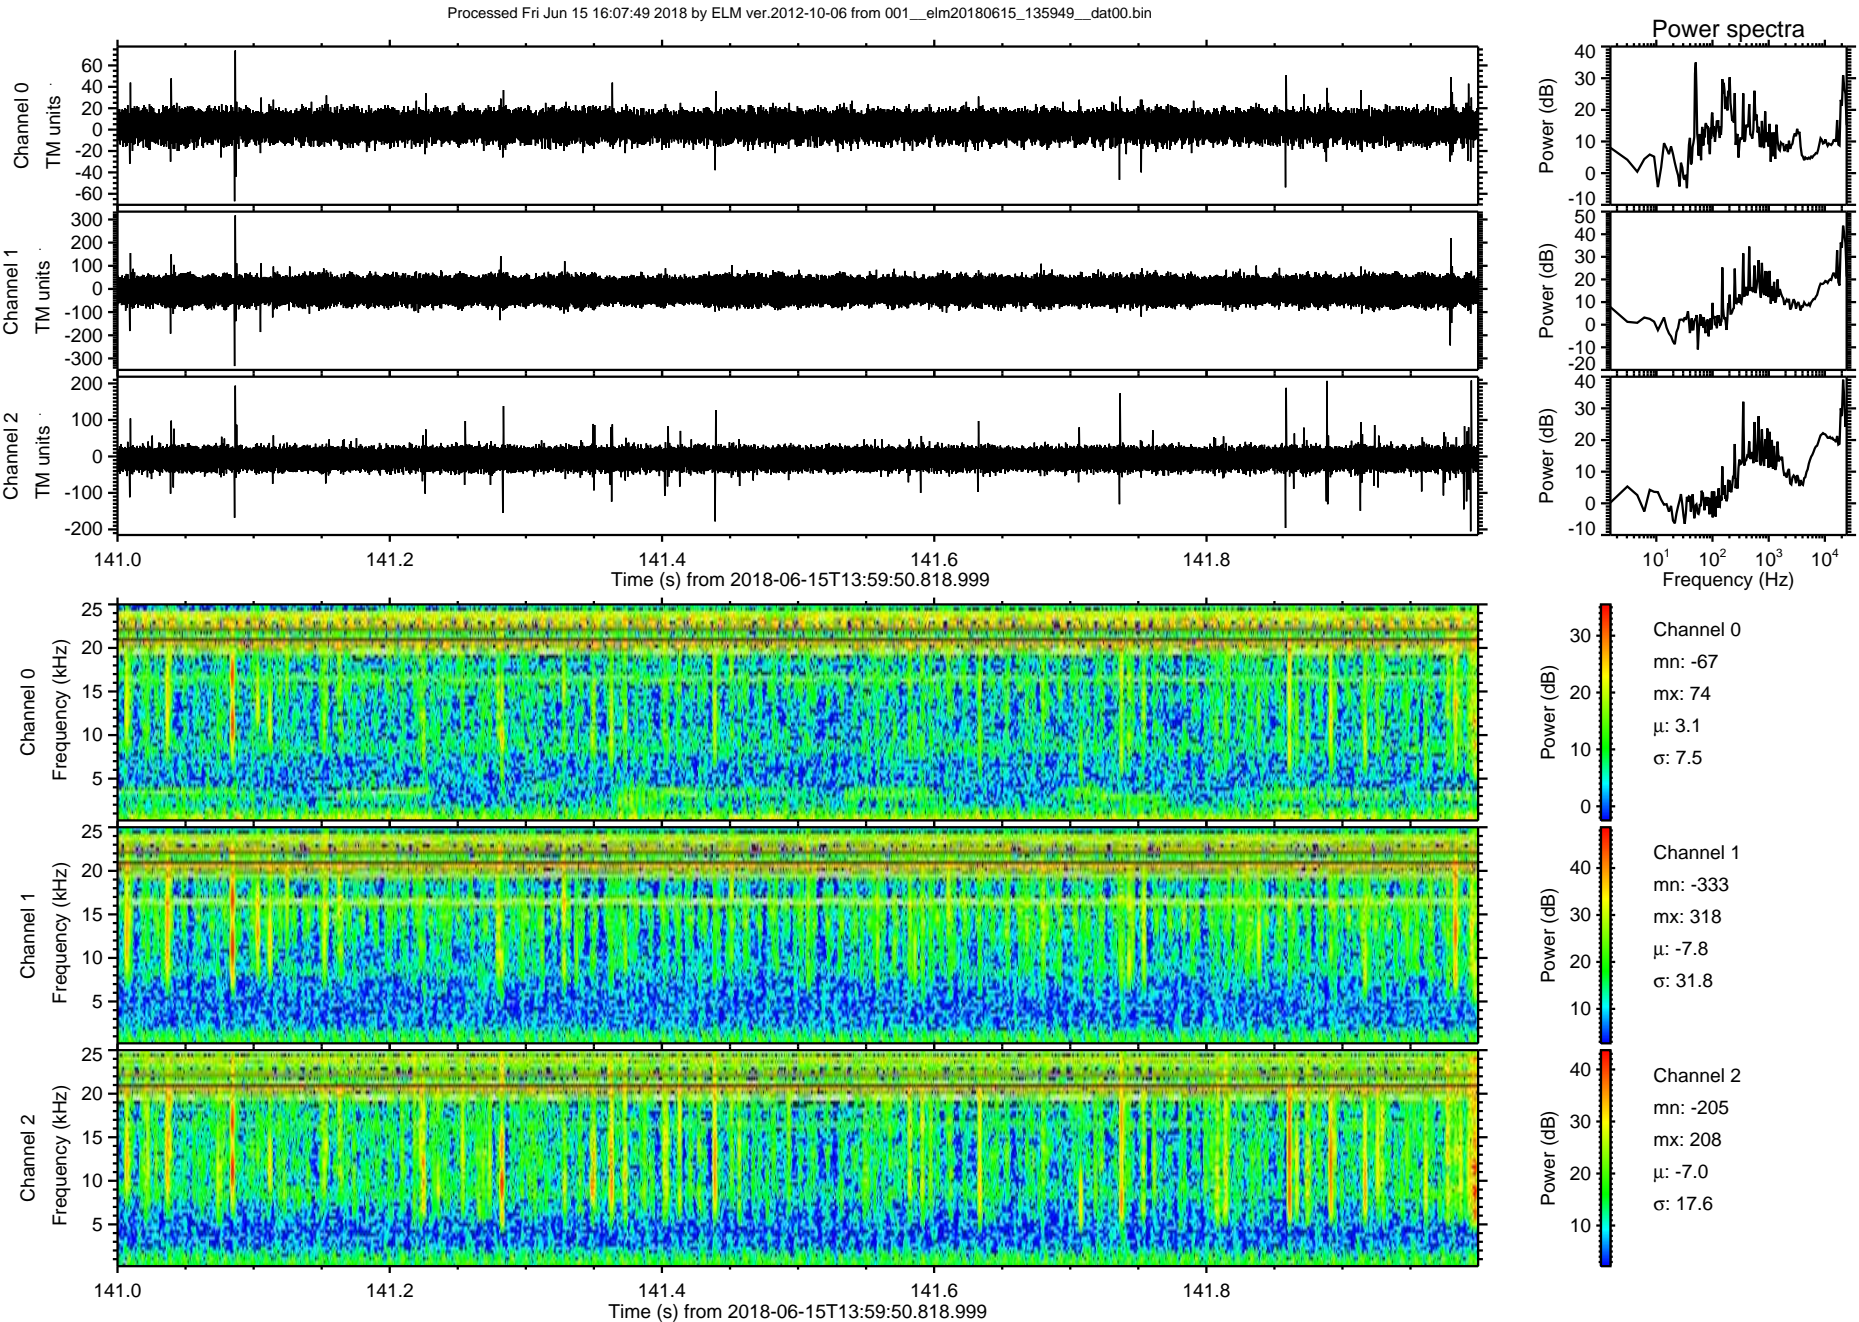 Processed Fri Jun 15 16:07:49 2018 by ELM ver.2012-10-06 from 001__elm20180615_135949__dat00.bin
Power spectra
Channel 0
TM units
60
40
20
0
-20
-40
-60
Power (dB)
40
30
20
10
0
-10
Channel 1
TM units
300
200
100
0
-100
-200
-300
Power (dB)
50
40
30
20
10
0
-10
-20
Channel 2
TM units
200
100
0
-100
-200
Power (dB)
40
30
20
10
0
-10
141.0 141.2 141.4 141.6 141.8
Time (s) from 2018-06-15T13:59:50.818.999
10¹ 10² 10³ 10⁴
Frequency (Hz)
Channel 0
Frequency (kHz)
25
20
15
10
5
Power (dB)
30
20
10
0
Channel 0
mn: -67
mx: 74
μ: 3.1
σ: 7.5
Channel 1
Frequency (kHz)
25
20
15
10
5
Power (dB)
40
30
20
10
Channel 1
mn: -333
mx: 318
μ: -7.8
σ: 31.8
Channel 2
Frequency (kHz)
25
20
15
10
5
Power (dB)
40
30
20
10
Channel 2
mn: -205
mx: 208
μ: -7.0
σ: 17.6
141.0 141.2 141.4 141.6 141.8
Time (s) from 2018-06-15T13:59:50.818.999